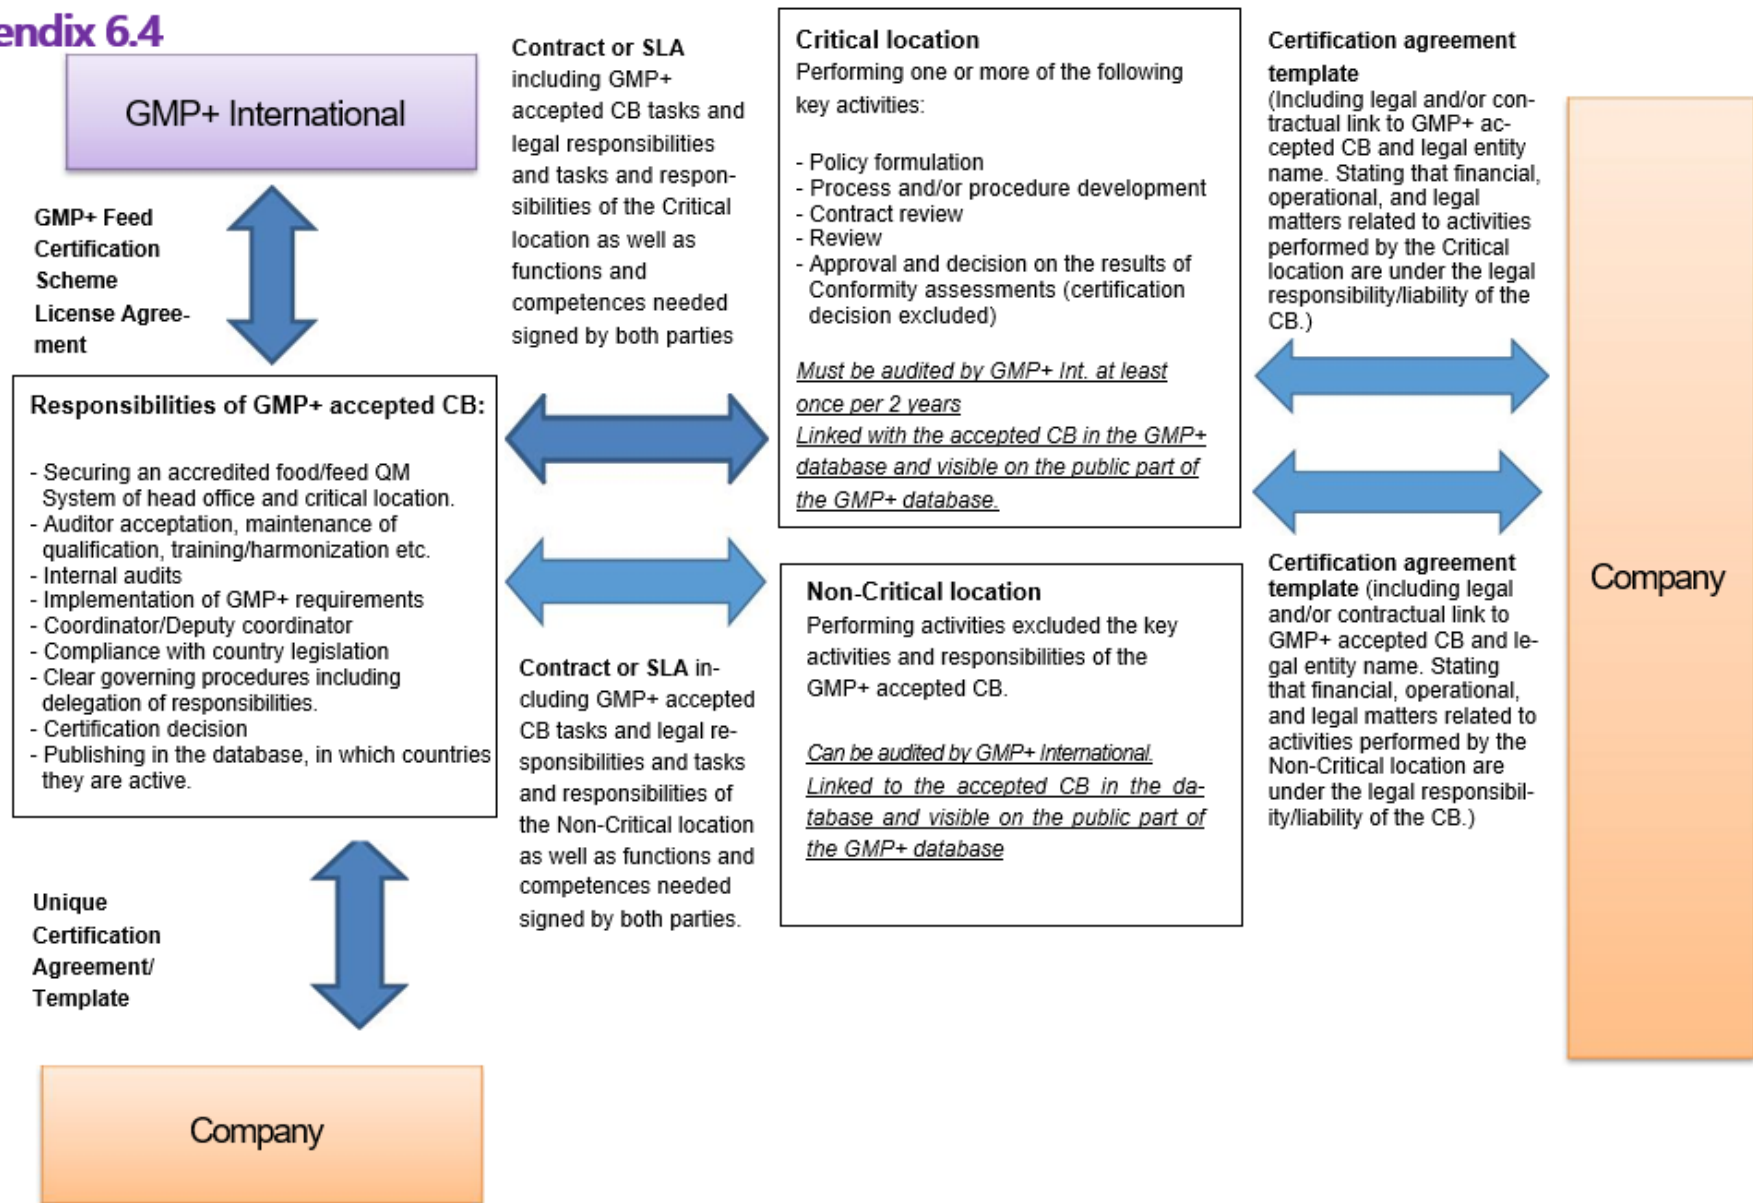 endix 6.4
GMP+ International
GMP+ Feed
Certification
Scheme
License Agree-
ment
Responsibilities of GMP+ accepted CB:
- Securing an accredited food/feed QM
System of head office and critical location.
- Auditor acceptation, maintenance of
qualification, training/harmonization etc.
- Internal audits
- Implementation of GMP+ requirements
- Coordinator/Deputy coordinator
- Compliance with country legislation
- Clear governing procedures including
delegation of responsibilities.
- Certification decision
- Publishing in the database, in which countries
they are active.
Unique
Certification
Agreement/
Template
Company
Contract or SLA
including GMP+
accepted CB tasks and
legal responsibilities
and tasks and respon-
sibilities of the Critical
location as well as
functions and
competences needed
signed by both parties
Contract or SLA in-
cluding GMP+ accepted
CB tasks and legal re-
sponsibilities and tasks
and responsibilities of
the Non-Critical location
as well as functions and
competences needed
signed by both parties.
Critical location
Performing one or more of the following
key activities:
- Policy formulation
- Process and/or procedure development
- Contract review
- Review
- Approval and decision on the results of
Conformity assessments (certification
decision excluded)
Must be audited by GMP+ Int. at least
once per 2 years
Linked with the accepted CB in the GMP+
database and visible on the public part of
the GMP+ database.
Non-Critical location
Performing activities excluded the key
activities and responsibilities of the
GMP+ accepted CB.
Can be audited by GMP+ International.
Linked to the accepted CB in the da-
tabase and visible on the public part of
the GMP+ database
Certification agreement
template
(Including legal and/or con-
tractual link to GMP+ ac-
cepted CB and legal entity
name. Stating that financial,
operational, and legal
matters related to activities
performed by the Critical
location are under the legal
responsibility/liability of the
CB.)
Certification agreement
template (including legal
and/or contractual link to
GMP+ accepted CB and le-
gal entity name. Stating
that financial, operational,
and legal matters related to
activities performed by the
Non-Critical location are
under the legal responsibil-
ity/liability of the CB.)
Company